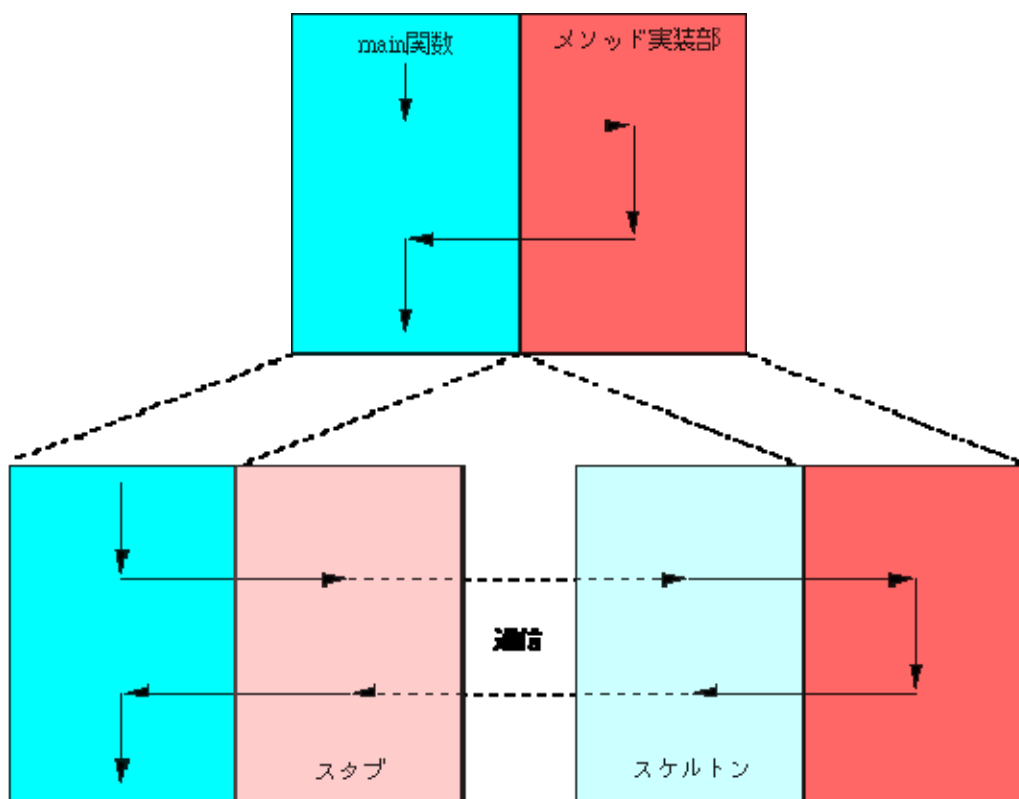 main関数
メソッド実装部
通信
スタブ
スケルトン